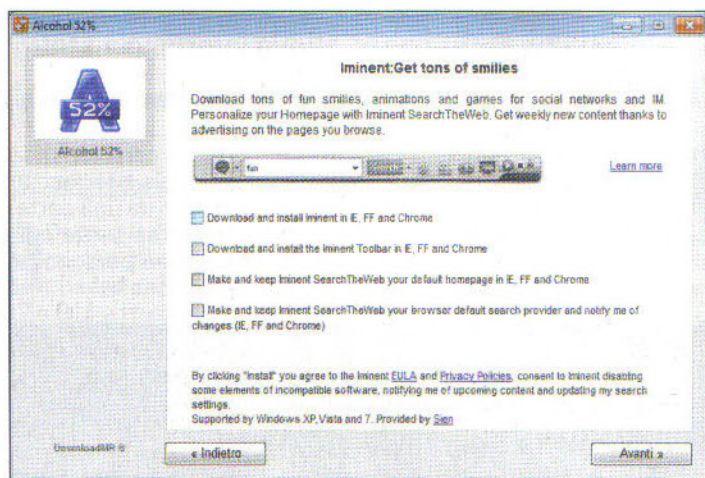 Alcohol 52%
52%
Alcohol 52%
Iminent:Get tons of smilies
Download tons of fun smilies, animations and games for social networks and IM.
Personalize your Homepage with Iminent SearchTheWeb. Get weekly new content thanks to
advertising on the pages you browse.
fun
Learn more
Download and install Iminent in IE, FF and Chrome
Download and install the Iminent Toolbar in IE, FF and Chrome
Make and keep Iminent SearchTheWeb your default homepage in IE, FF and Chrome
Make and keep Iminent SearchTheWeb your browser default search provider and notify me of
changes (IE, FF and Chrome)
By clicking "Install" you agree to the Iminent EULA and Privacy Policies, consent to Iminent disabling
some elements of incompatible software, notifying me of upcoming content and updating my search
settings.
Supported by Windows XP, Vista and 7. Provided by Sien
DownloadMR ®
« Indietro
Avanti »